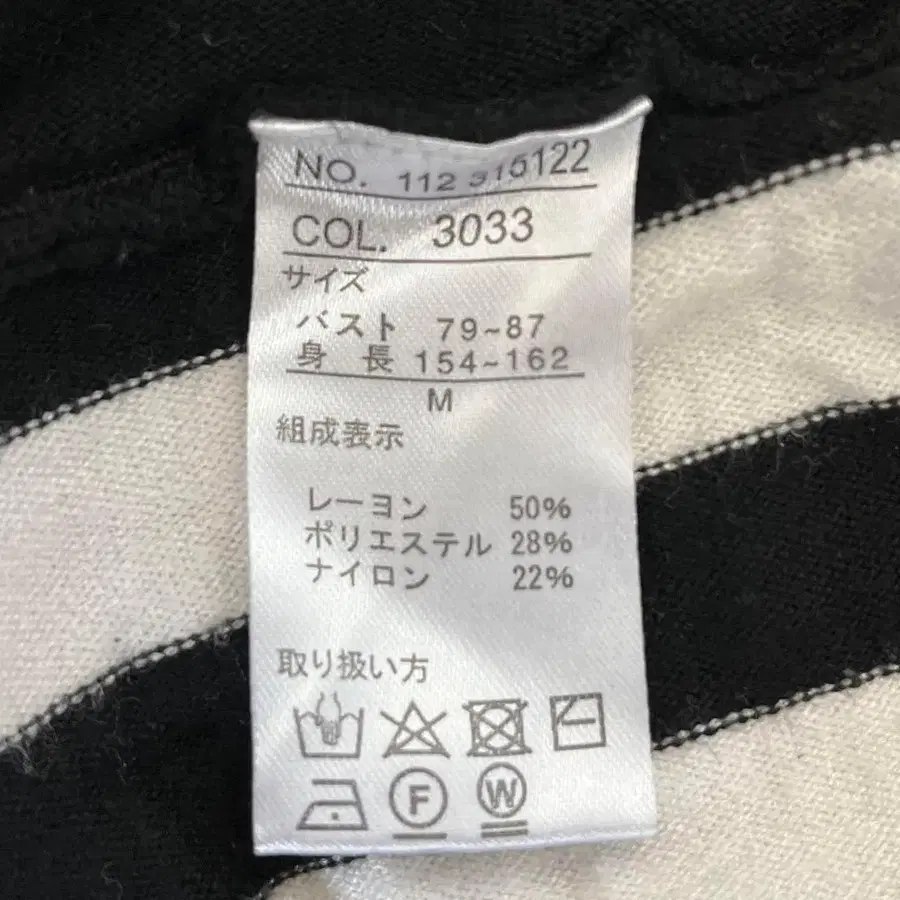 NO. 112 315122
COL. 3033
サイズ
バスト 79~87
身 長 154~162
M
組成表示
レーヨン 50%
ポリエステル 28%
ナイロン 22%
取り扱い方
F W